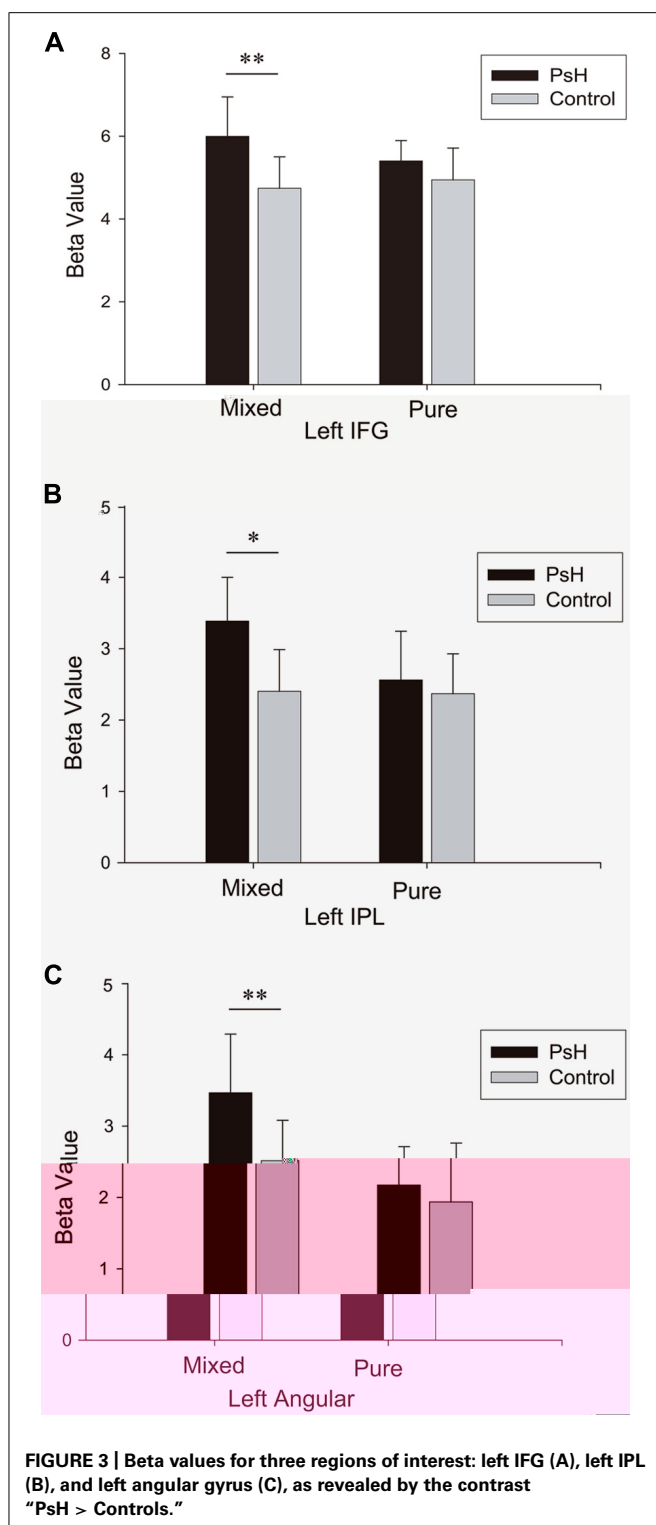 A
8
**
PsH
Control
6
Beta Value
4
2
0
Mixed
Pure
Left IFG
B
5
*
PsH
Control
4
3
Beta Value
2
1
0
Mixed
Pure
Left IPL
C
5
**
PsH
Control
4
3
Beta Value
2
1
0
Mixed
Pure
Left Angular
FIGURE 3 | Beta values for three regions of interest: left IFG (A), left IPL
(B), and left angular gyrus (C), as revealed by the contrast
“PsH > Controls.”